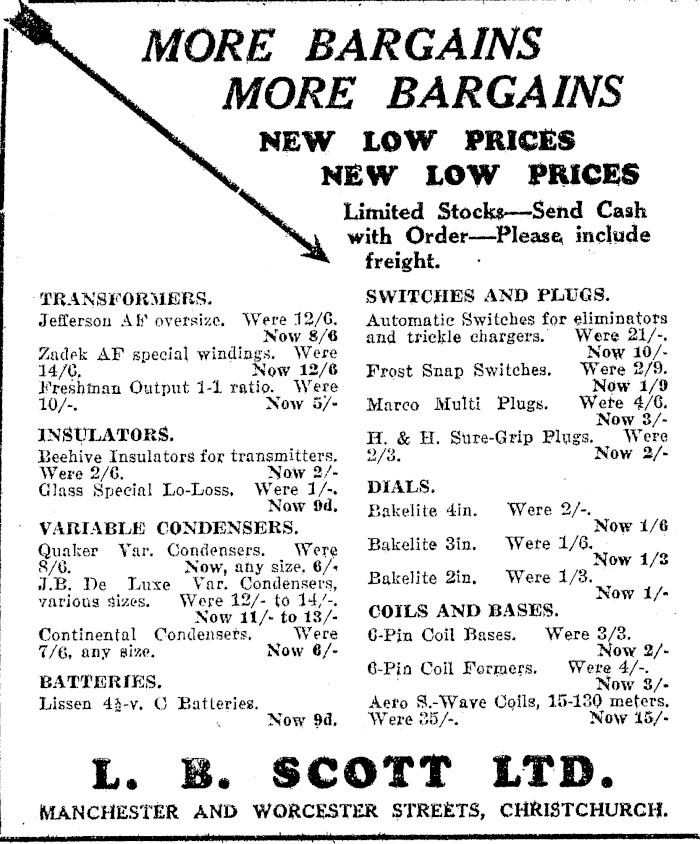 MORE BARGAINS
MORE BARGAINS
NEW LOW PRICES
NEW LOW PRICES
Limited Stocks—Send Cash
with Order—Please include
freight.
TRANSFORMERS.
Jefferson AF oversize. Were 12/6.
Now 8/6
Zadek AF special windings. Were
14/6. Now 12/6
Freshman Output 1-1 ratio. Were
10/-. Now 5/-
INSULATORS.
Beehive Insulators for transmitters.
Were 2/6. Now 2/-
Glass Special Lo-Loss. Were 1/-.
Now 9d.
VARIABLE CONDENSERS.
Quaker Var. Condensers. Were
8/6. Now, any size, 6/-
J.B. De Luxe Var. Condensers,
various sizes. Were 12/- to 14/-.
Now 11/- to 13/-
Continental Condensers. Were
7/6, any size. Now 6/-
BATTERIES.
Lissen 4½-v. C Batteries.
Now 9d.
SWITCHES AND PLUGS.
Automatic Switches for eliminators
and trickle chargers. Were 21/-.
Now 10/-
Frost Snap Switches. Were 2/9.
Now 1/9
Marco Multi Plugs. Were 4/6.
Now 3/-
H. & H. Sure-Grip Plugs. Were
2/3. Now 2/-
DIALS.
Bakelite 4in. Were 2/-.
Now 1/6
Bakelite 3in. Were 1/6.
Now 1/3
Bakelite 2in. Were 1/3.
Now 1/-
COILS AND BASES.
6-Pin Coil Bases. Were 3/3.
Now 2/-
6-Pin Coil Formers. Were 4/-.
Now 3/-
Aero S.-Wave Coils, 15-130 meters.
Were 35/-. Now 15/-
L. B. SCOTT LTD.
MANCHESTER AND WORCESTER STREETS, CHRISTCHURCH.